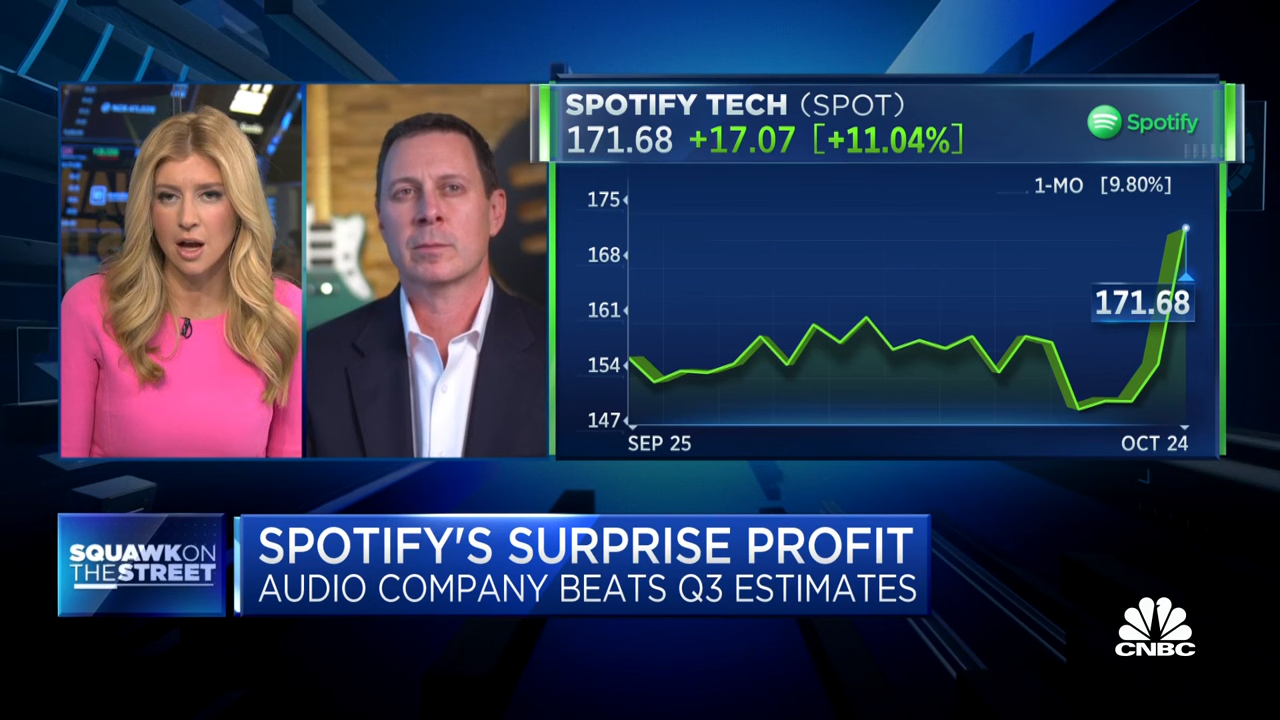 SPOTIFY TECH (SPOT)
171.68 +17.07 [+11.04%]
Spotify
1-MO [9.80%]
175
168
161
154
147
171.68
SEP 25
OCT 24
SQUAWK ON
THE STREET
SPOTIFY'S SURPRISE PROFIT
AUDIO COMPANY BEATS Q3 ESTIMATES
CNBC